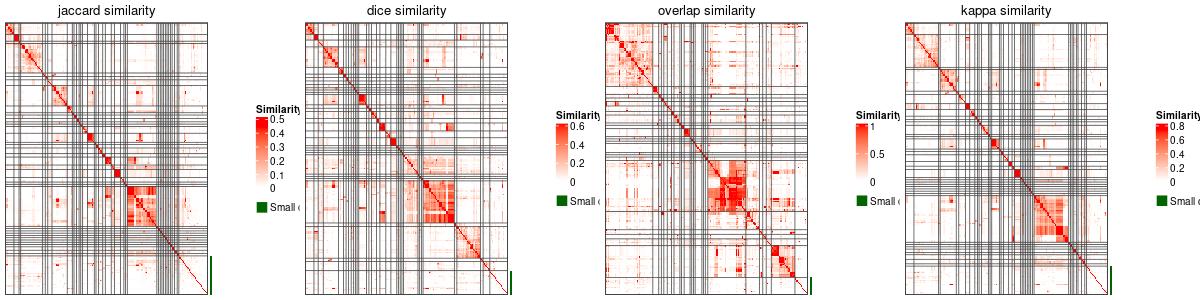 jaccard similarity
Similarity
0.5
0.4
0.3
0.2
0.1
0
Small
dice similarity
Similarity
0.6
0.4
0.2
0
Small
overlap similarity
Similarity
1
0.5
0
Small
kappa similarity
Similarity
0.8
0.6
0.4
0.2
0
Small